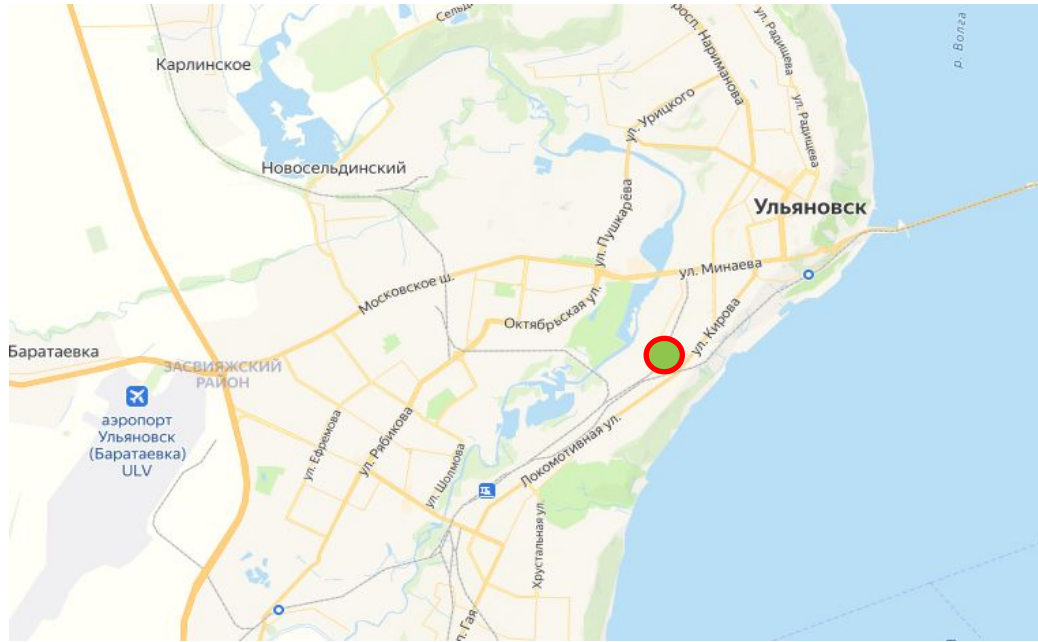 Сельд
просп. Нариманова
ул. Радищева
р. Волга
Карлинское
ул. Урицкого
ул. Радищева
Новосельдинский
ул. Пушкарёва
Ульяновск
ул. Минаева
Московское ш.
Октябрьская ул.
ул. Кирова
Баратаевка
ЗАСВИЯЖСКИЙ
РАЙОН
аэропорт
Ульяновск
(Баратаевка)
ULV
ул. Ефремова
ул. Рябикова
ул. Шолмова
Локомотивная ул.
Хрустальная ул.
п. Гая